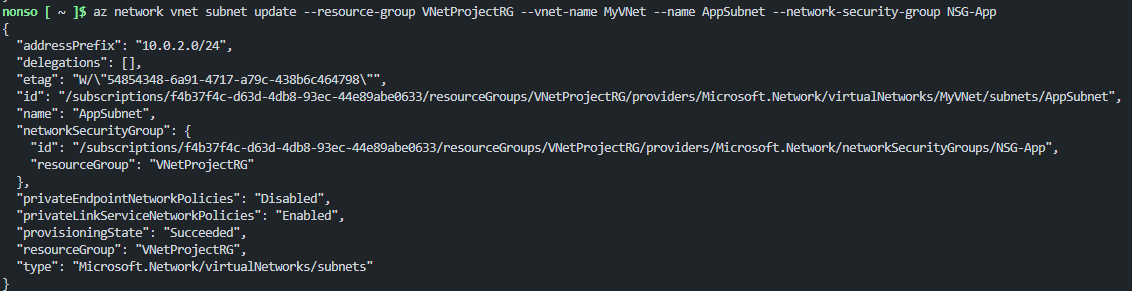 nonso [ ~ ]$ az network vnet subnet update --resource-group VNetProjectRG --vnet-name MyVNet --name AppSubnet --network-security-group NSG-App
{
  "addressPrefix": "10.0.2.0/24",
  "delegations": [],
  "etag": "W/\"54854348-6a91-4717-a79c-438b6c464798\"",
  "id": "/subscriptions/f4b37f4c-d63d-4db8-93ec-44e89abe0633/resourceGroups/VNetProjectRG/providers/Microsoft.Network/virtualNetworks/MyVNet/subnets/AppSubnet",
  "name": "AppSubnet",
  "networkSecurityGroup": {
    "id": "/subscriptions/f4b37f4c-d63d-4db8-93ec-44e89abe0633/resourceGroups/VNetProjectRG/providers/Microsoft.Network/networkSecurityGroups/NSG-App",
    "resourceGroup": "VNetProjectRG"
  },
  "privateEndpointNetworkPolicies": "Disabled",
  "privateLinkServiceNetworkPolicies": "Enabled",
  "provisioningState": "Succeeded",
  "resourceGroup": "VNetProjectRG",
  "type": "Microsoft.Network/virtualNetworks/subnets"
}